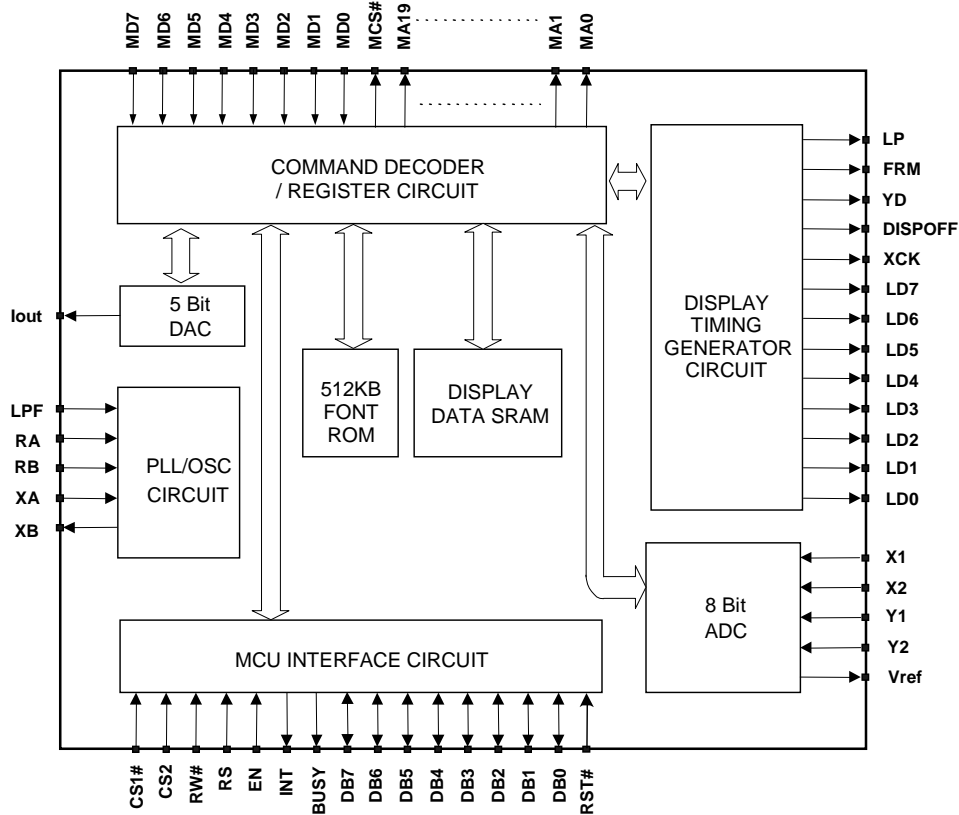 MD7
MD6
MD5
MD4
MD3
MD2
MD1
MD0
MCS#
MA19
MA1
MA0
COMMAND DECODER
/ REGISTER CIRCUIT
5 Bit
DAC
Iout
512KB
FONT
ROM
DISPLAY
DATA SRAM
DISPLAY
TIMING
GENERATOR
CIRCUIT
LP
FRM
YD
DISPOFF
XCK
LD7
LD6
LD5
LD4
LD3
LD2
LD1
LD0
LPF
RA
RB
XA
XB
PLL/OSC
CIRCUIT
8 Bit
ADC
X1
X2
Y1
Y2
Vref
MCU INTERFACE CIRCUIT
CS1#
CS2
RW#
RS
EN
INT
BUSY
DB7
DB6
DB5
DB4
DB3
DB2
DB1
DB0
RST#